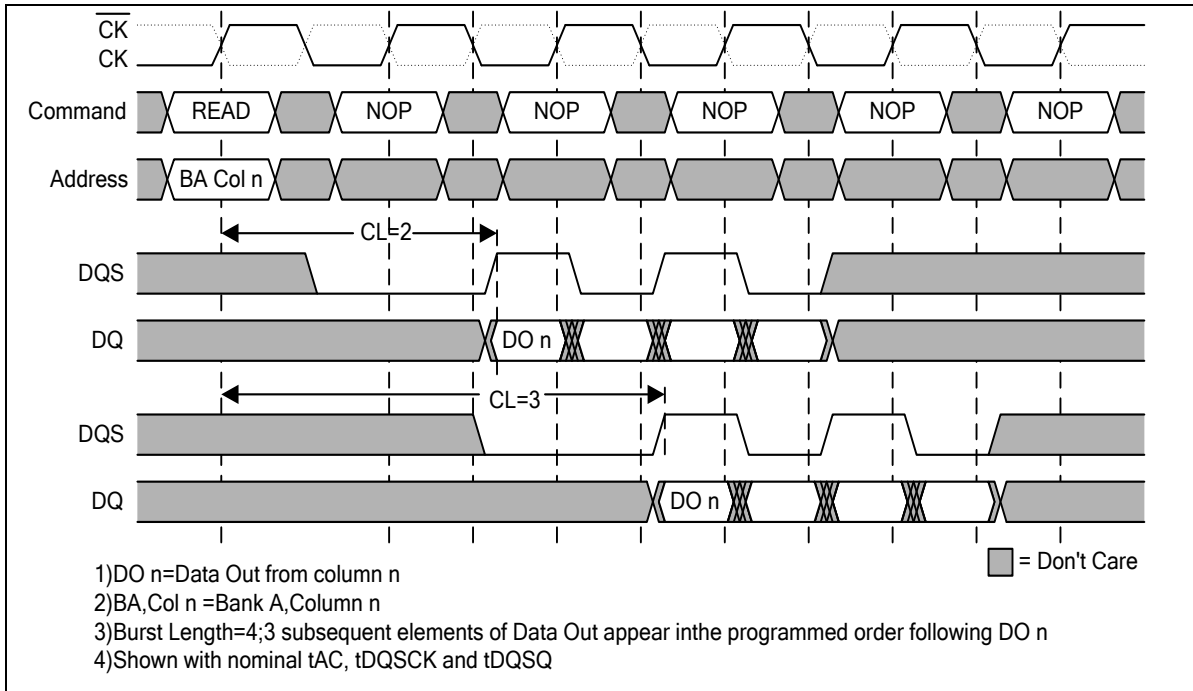 CK
CK
Command READ NOP NOP NOP NOP NOP
Address BA Col n
CL=2
DQS
DQ DO n
CL=3
DQS
DQ DO n
= Don't Care
1)DO n=Data Out from column n
2)BA,Col n =Bank A,Column n
3)Burst Length=4;3 subsequent elements of Data Out appear inthe programmed order following DO n
4)Shown with nominal tAC, tDQSCK and tDQSQ